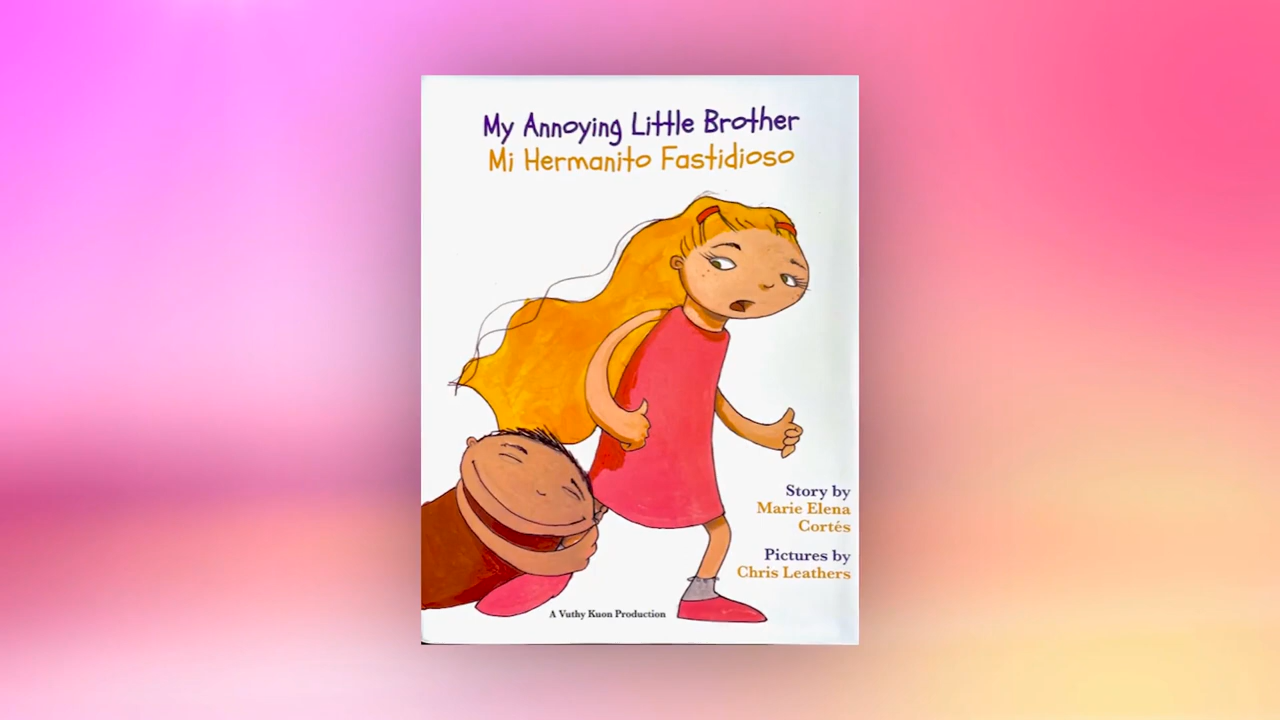 My Annoying Little Brother
Mi Hermanito Fastidioso
Story by
Marie Elena
Cortés
Pictures by
Chris Leathers
A Vuthy Kuon Production